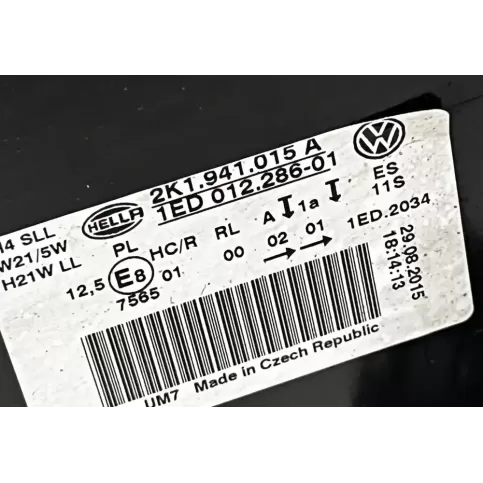 2K1.941.015 A
HELLA 1ED 012.286-01
H4 SLL
W21/5W
H21W LL
PL HC/R RL A 1a
12,5 E8 01 00 02 01
7565
ES
11S
1ED.2034
29.08.2015
18:14:13
UM7 Made in Czech Republic